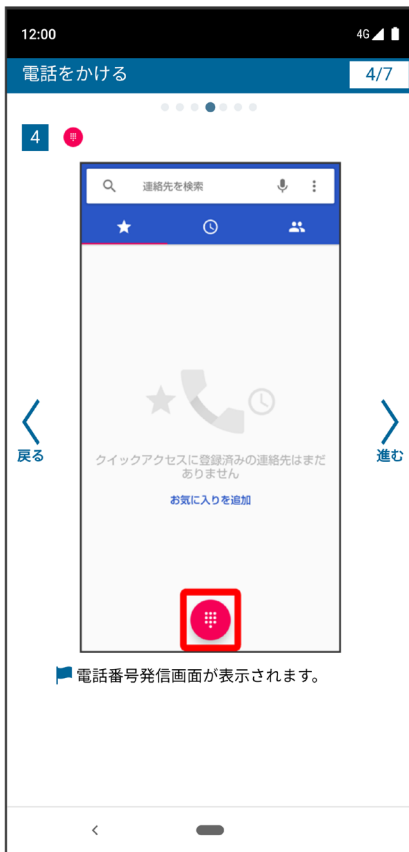 12:00 4G
電話をかける 4/7
4
連絡先を検索
戻る
進む
クイックアクセスに登録済みの連絡先はまだ
ありません
お気に入りを追加
電話番号発信画面が表示されます。